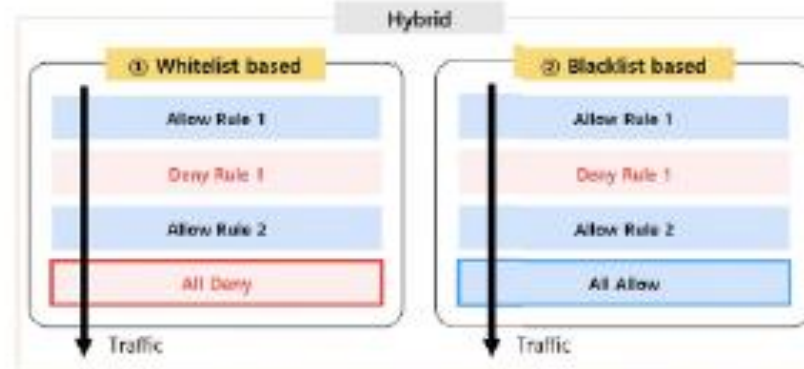 Hybrid
① Whitelist based
Allow Rule 1
Deny Rule 1
Allow Rule 2
All Deny
Traffic
② Blacklist based
Allow Rule 1
Deny Rule 1
Allow Rule 2
All Allow
Traffic